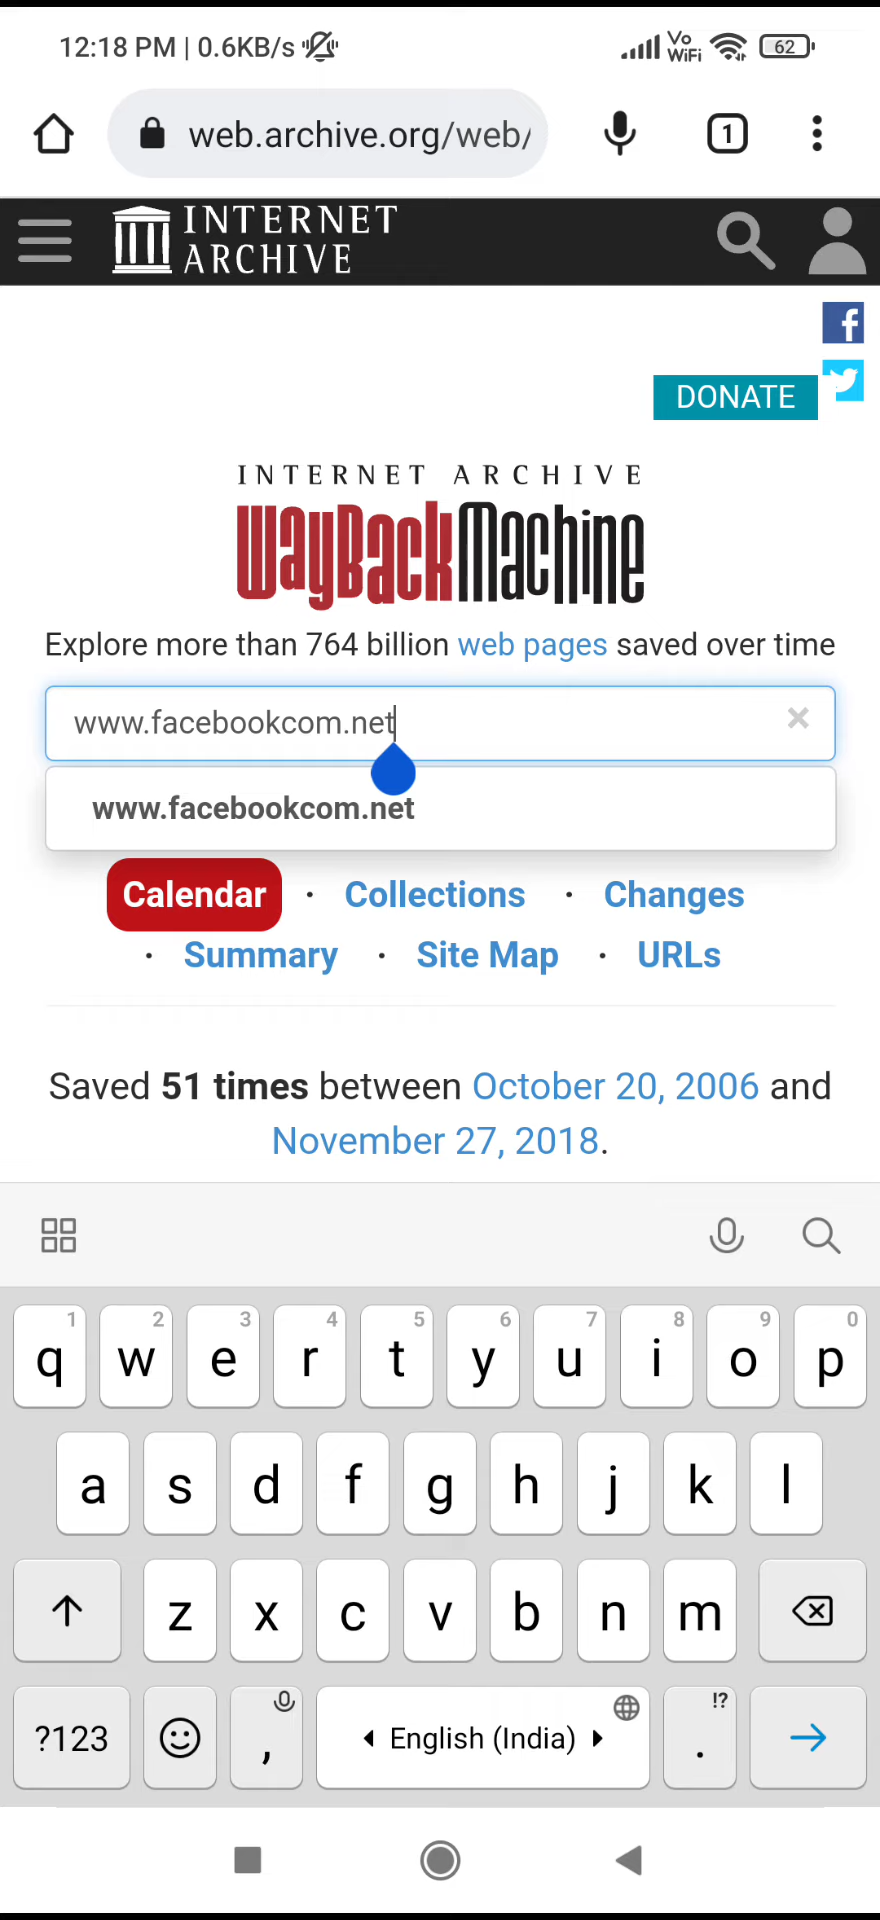 12:18 PM | 0.6KB/s Vo WiFi 62
web.archive.org/web/ 1
INTERNET
ARCHIVE
f
DONATE
INTERNET ARCHIVE
WayBackMachine
Explore more than 764 billion web pages saved over time
www.facebookcom.net ×
www.facebookcom.net
Calendar · Collections · Changes
· Summary · Site Map · URLs
Saved 51 times between October 20, 2006 and
November 27, 2018.
1 2 3 4 5 6 7 8 9 0
q w e r t y u i o p
a s d f g h j k l
z x c v b n m
?123 , English (India) . !?